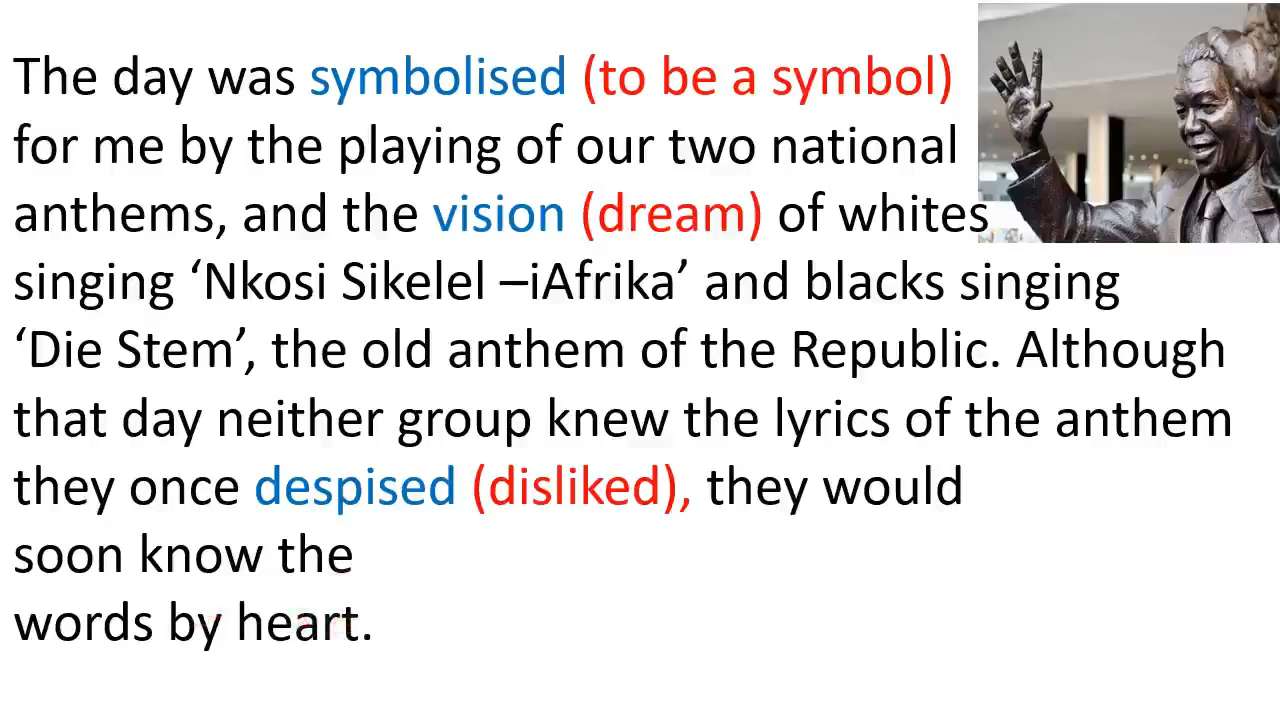 The day was symbolised (to be a symbol)
for me by the playing of our two national
anthems, and the vision (dream) of whites
singing ‘Nkosi Sikelel –iAfrika’ and blacks singing
‘Die Stem’, the old anthem of the Republic. Although
that day neither group knew the lyrics of the anthem
they once despised (disliked), they would
soon know the
words by heart.